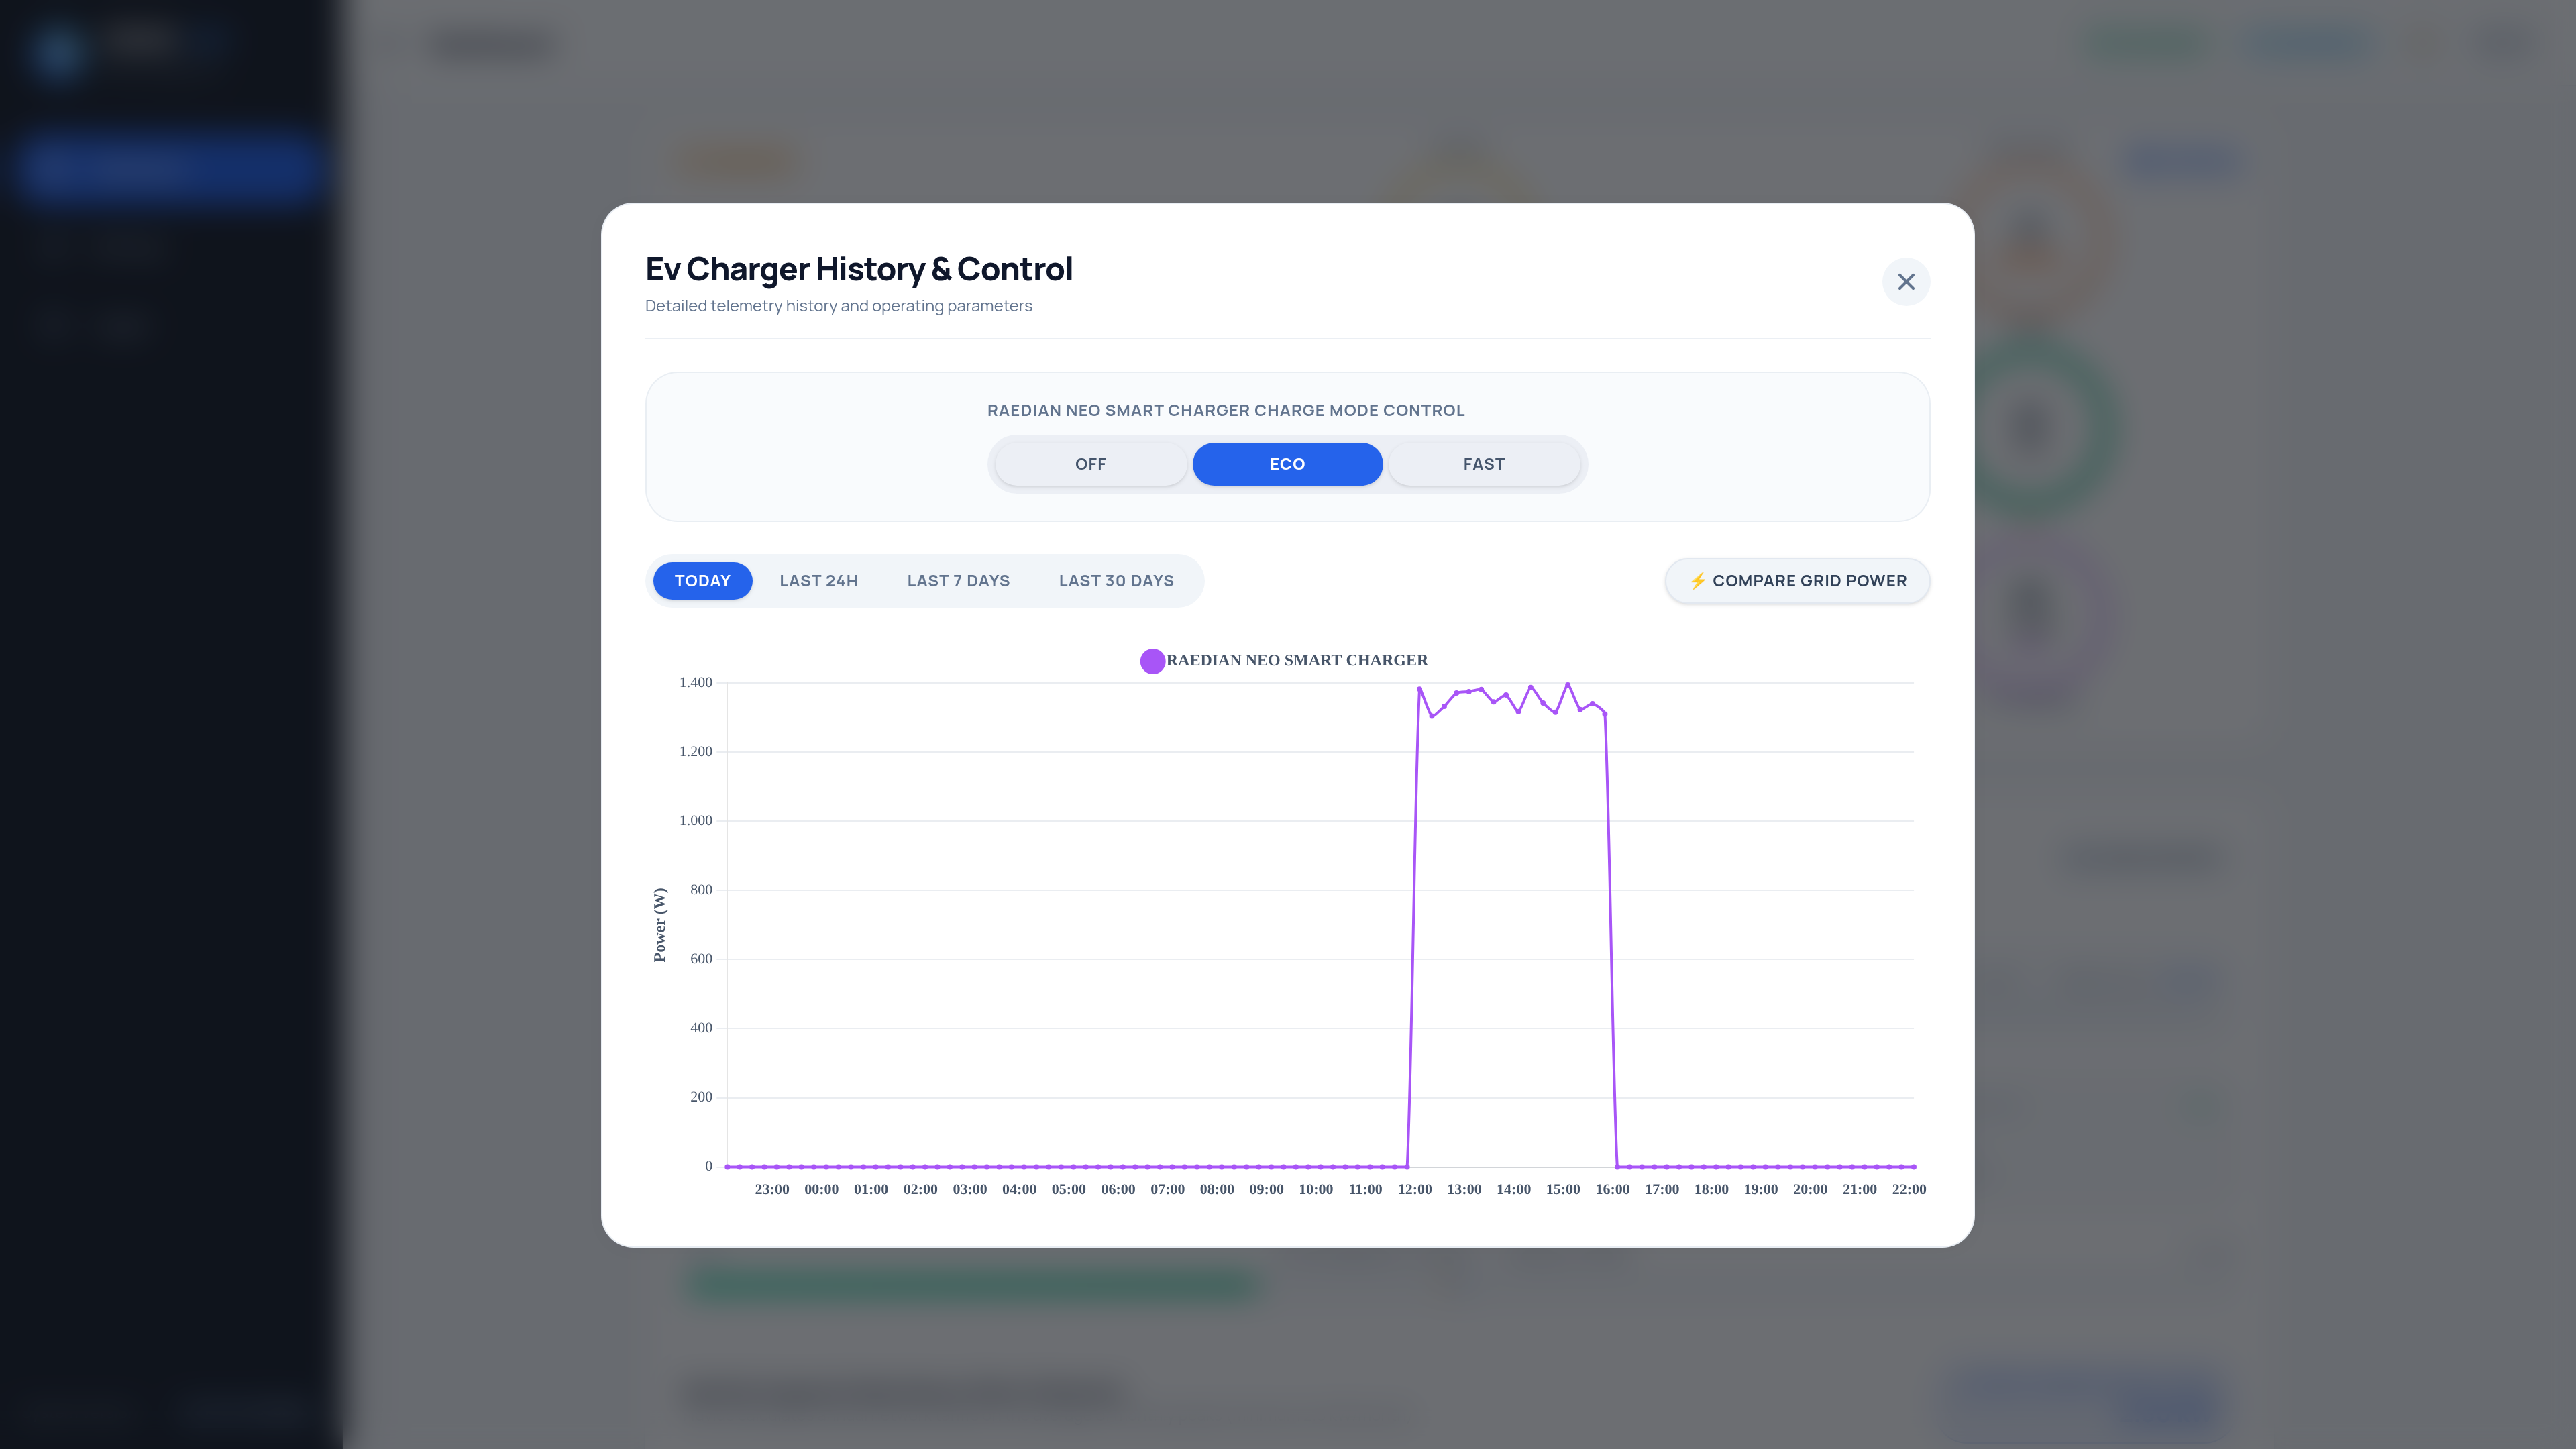 Ev Charger History & Control
Detailed telemetry history and operating parameters
RAEDIAN NEO SMART CHARGER CHARGE MODE CONTROL
OFF ECO FAST
TODAY LAST 24H LAST 7 DAYS LAST 30 DAYS ⚡ COMPARE GRID POWER
RAEDIAN NEO SMART CHARGER
1.400
1.200
1.000
800
600
400
200
0
Power (W)
23:00 00:00 01:00 02:00 03:00 04:00 05:00 06:00 07:00 08:00 09:00 10:00 11:00 12:00 13:00 14:00 15:00 16:00 17:00 18:00 19:00 20:00 21:00 22:00